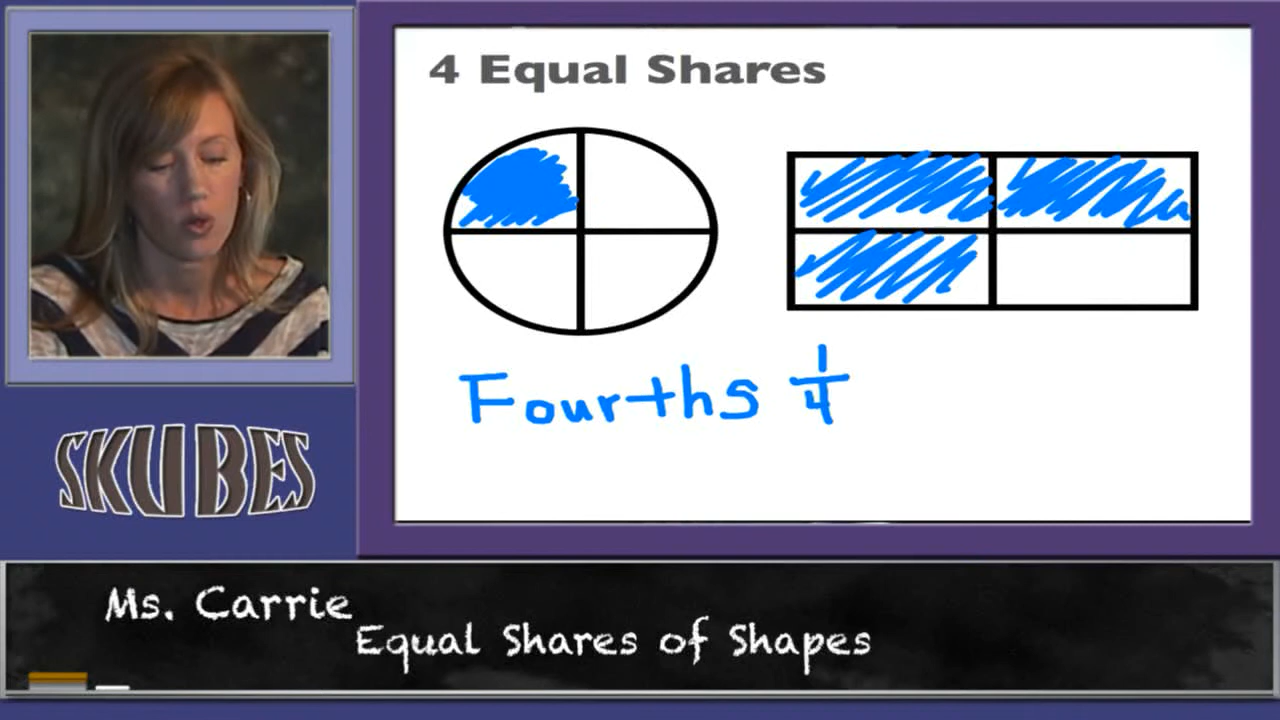 4 Equal Shares
Fourths 1/4
SKUBES
Ms. Carrie
Equal Shares of Shapes